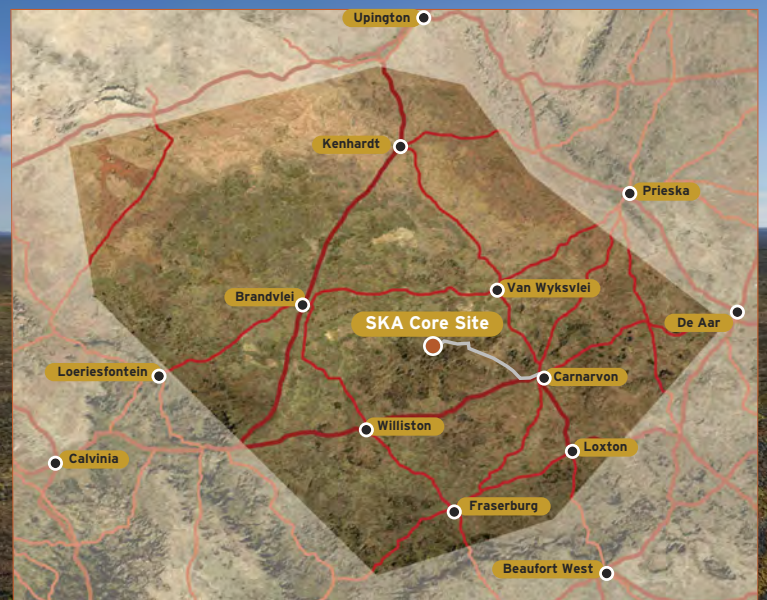 Upington
Kenhardt
Prieska
Van Wyksvlei
Brandvlei
SKA Core Site
De Aar
Loeriesfontein
Carnarvon
Williston
Calvinia
Loxton
Fraserburg
Beaufort West